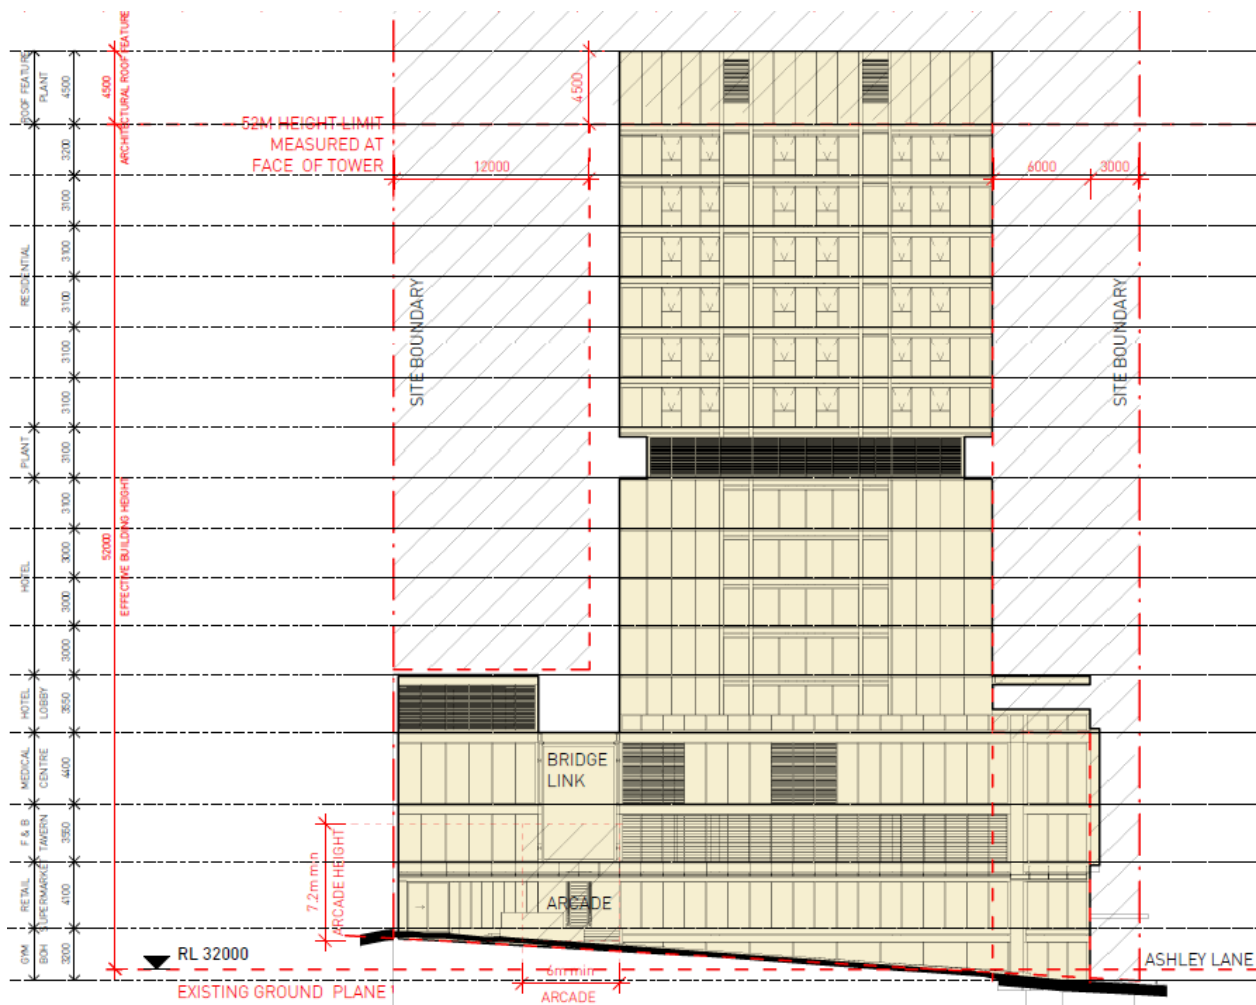 ROOF FEATURE
PLANT
4500
4500
ARCHITECTURAL ROOF FEATURE
4500
52M HEIGHT LIMIT
MEASURED AT
FACE OF TOWER
12000
6000
3000
3200
3100
3100
3100
3100
3100
RESIDENTIAL
SITE BOUNDARY
SITE BOUNDARY
PLANT
3100
HOTEL
3100
3000
3000
3000
52000
EFFECTIVE BUILDING HEIGHT
HOTEL
LOBBY
3550
MEDICAL
CENTRE
4400
BRIDGE
LINK
F & B
TAVERN
3550
7.2m min
ARCADE HEIGHT
RETAIL
SUPERMARKET
4100
ARCADE
GYM
BOH
3200
RL 32000
EXISTING GROUND PLANE
6m min
ARCADE
ASHLEY LANE